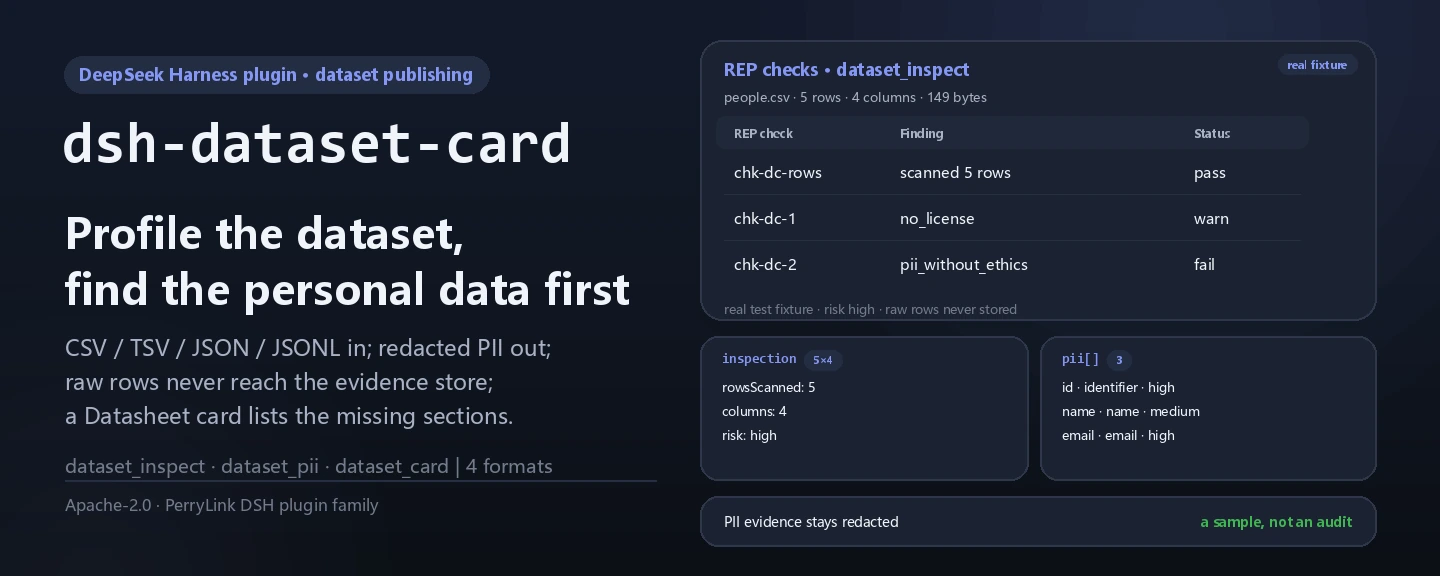 DeepSeek Harness plugin • dataset publishing
dsh-dataset-card
Profile the dataset,
find the personal data first
CSV / TSV / JSON / JSONL in; redacted PII out;
raw rows never reach the evidence store;
a Datasheet card lists the missing sections.
dataset_inspect · dataset_pii · dataset_card | 4 formats
Apache-2.0 · PerryLink DSH plugin family
REP checks • dataset_inspect
real fixture
people.csv · 5 rows · 4 columns · 149 bytes
REP check Finding Status
chk-dc-rows scanned 5 rows pass
chk-dc-1 no_license warn
chk-dc-2 pii_without_ethics fail
real test fixture · risk high · raw rows never stored
inspection 5×4
rowsScanned: 5
columns: 4
risk: high
pii[] 3
id · identifier · high
name · name · medium
email · email · high
PII evidence stays redacted
a sample, not an audit